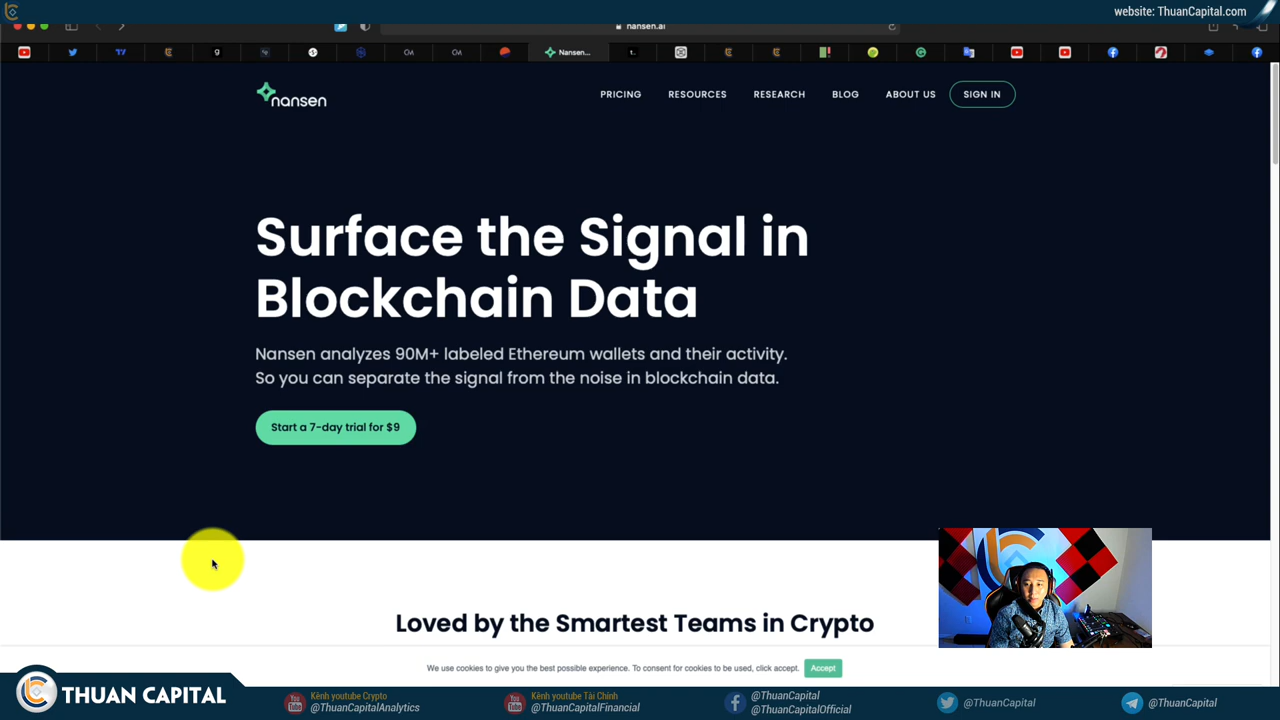 website: ThuanCapital.com
nansen.ai
Nansen...
nansen
PRICING
RESOURCES
RESEARCH
BLOG
ABOUT US
SIGN IN
Surface the Signal in
Blockchain Data
Nansen analyzes 90M+ labeled Ethereum wallets and their activity.
So you can separate the signal from the noise in blockchain data.
Start a 7-day trial for $9
Loved by the Smartest Teams in Crypto
We use cookies to give you the best possible experience. To consent for cookies to be used, click accept.
Accept
THUAN CAPITAL
Kênh youtube Crypto
@ThuanCapitalAnalytics
Kênh youtube Tài Chính
@ThuanCapitalFinancial
@ThuanCapital
@ThuanCapitalOfficial
@ThuanCapital
@ThuanCapital